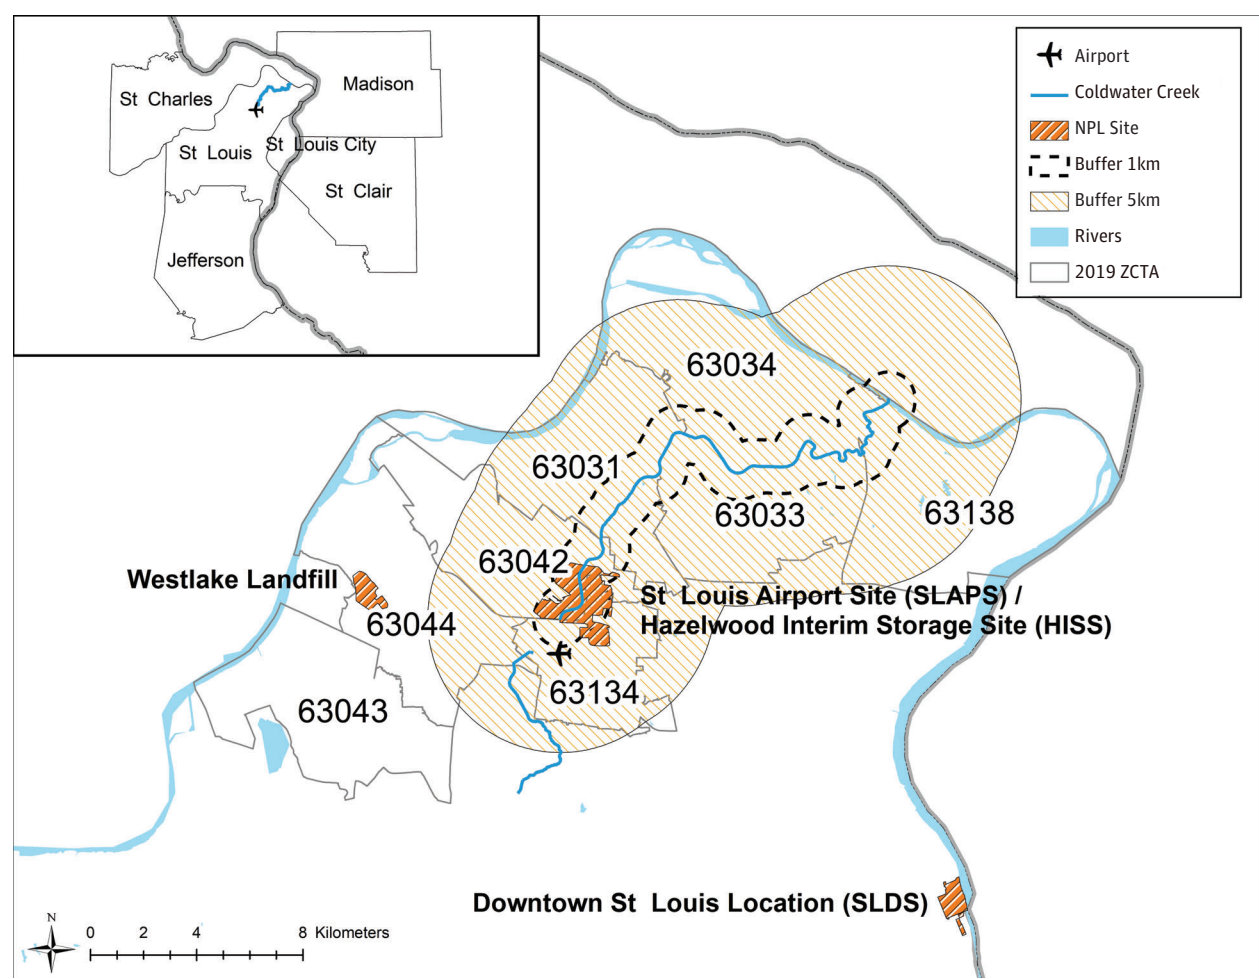 St Charles
Madison
St Louis
St Louis City
St Clair
Jefferson
Airport
Coldwater Creek
NPL Site
Buffer 1km
Buffer 5km
Rivers
2019 ZCTA
63034
63031
63033
63138
63042
Westlake Landfill
63044
St Louis Airport Site (SLAPS) /
Hazelwood Interim Storage Site (HISS)
63134
63043
Downtown St Louis Location (SLDS)
N
0 2 4 8 Kilometers